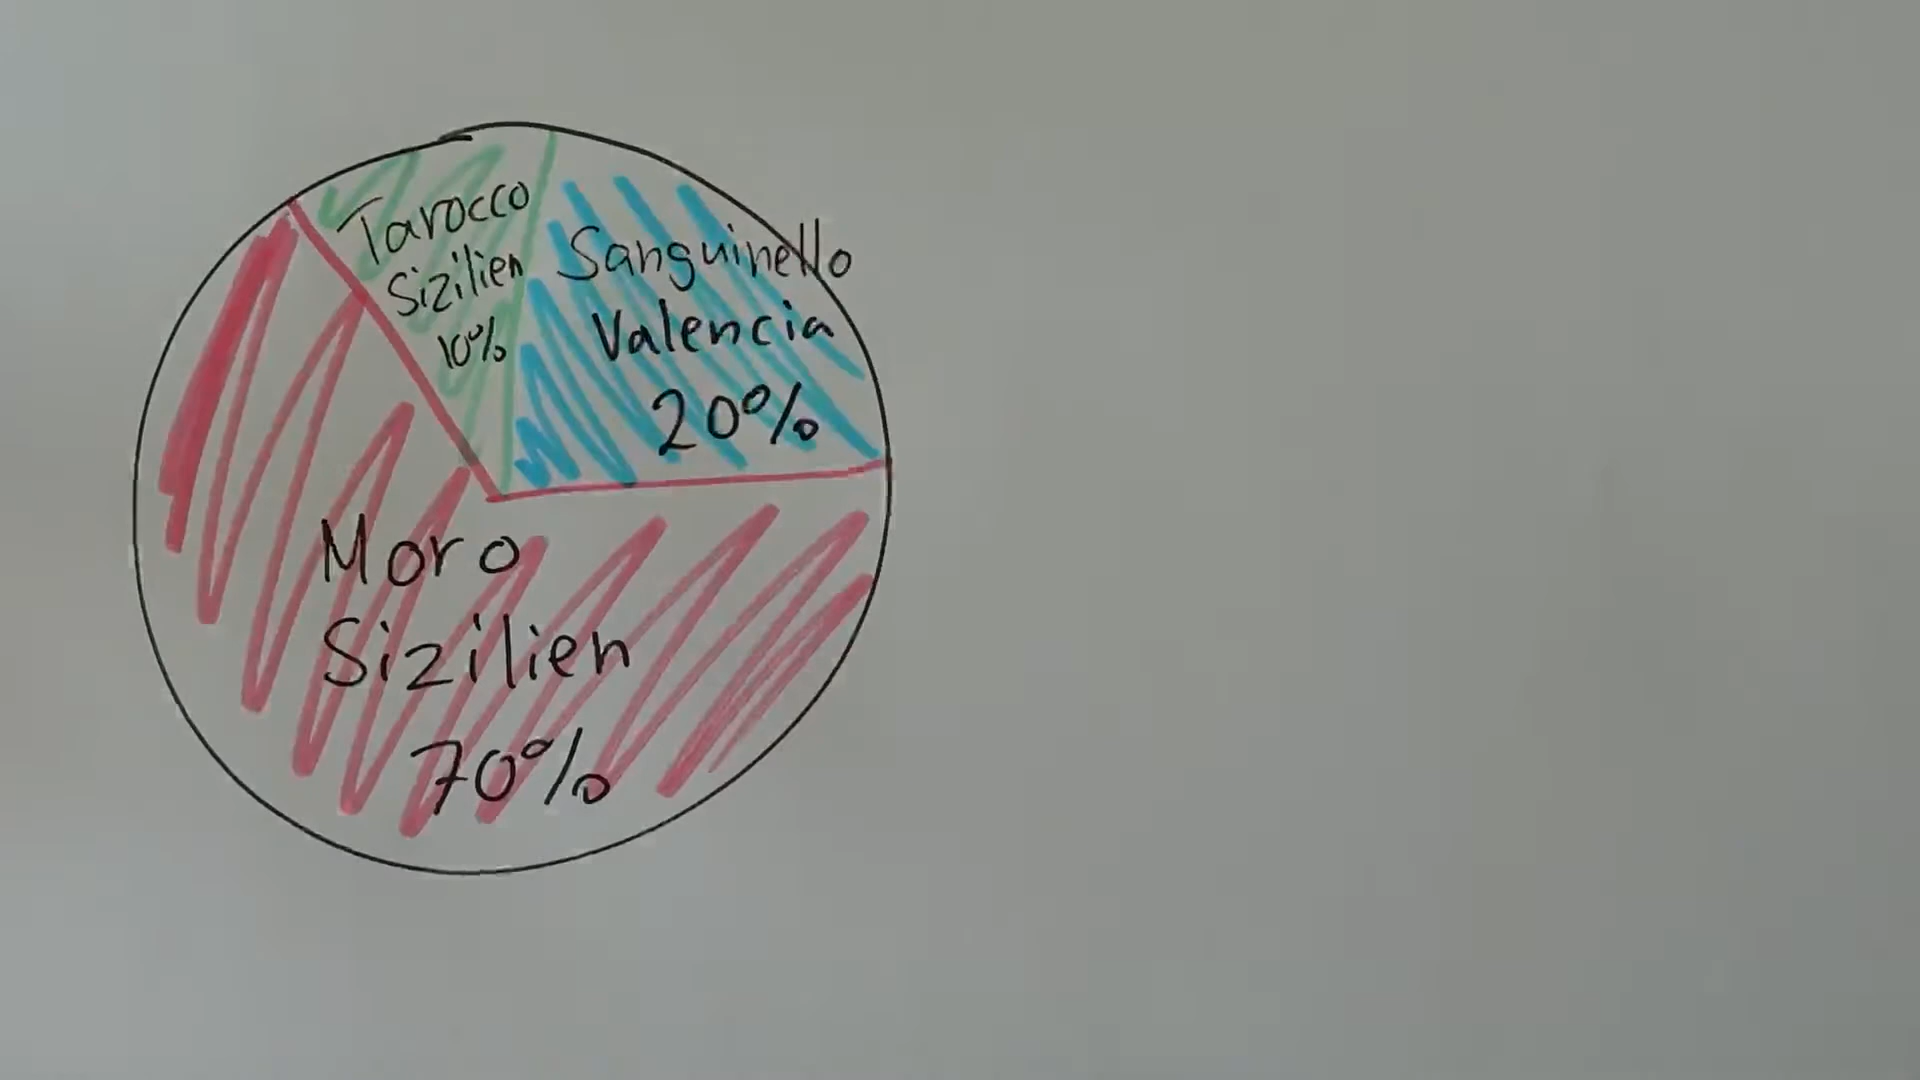 Tarocco
Sizilien
10%
Sanguinello
Valencia
20%
Moro
Sizilien
70%